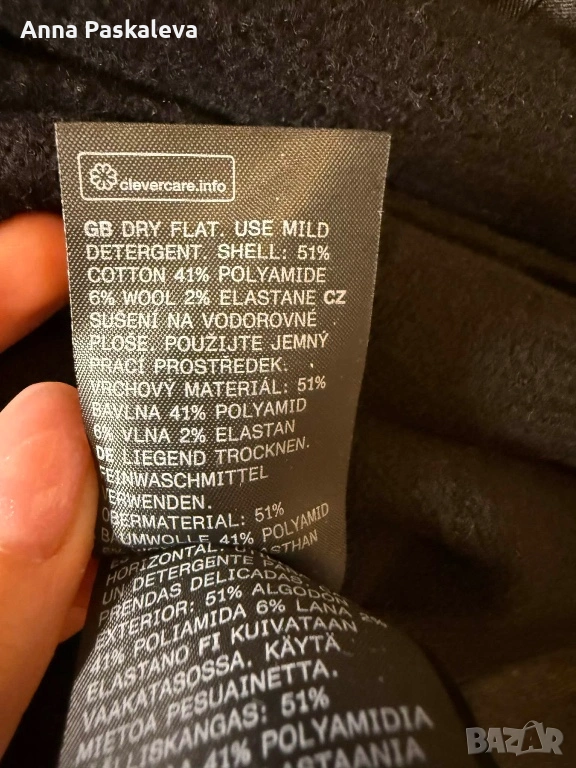 Anna Paskaleva
clevercare.info
GB DRY FLAT. USE MILD
DETERGENT SHELL: 51%
COTTON 41% POLYAMIDE
6% WOOL 2% ELASTANE CZ
SUŠENÍ NA VODOROVNÉ
PLOŠE. POUŽIJTE JEMNÝ
PRACÍ PROSTŘEDEK.
VRCHOVÝ MATERIÁL: 51%
BAVLNA 41% POLYAMID
6% VLNA 2% ELASTAN
DE LIEGEND TROCKNEN.
FEINWASCHMITTEL
VERWENDEN.
OBERMATERIAL: 51%
BAUMWOLLE 41% POLYAMID
HORIZONTAL.
UN DETERGENTE
PRENDAS DELICADAS.
EXTERIOR: 51%
41% POLIAMIDA 6% LANA 2%
ELASTANO FI KUIVATAAN
VAAKATASOSSA. KÄYTÄ
MIETOA PESUAINETTA.
51%
41% POLYAMIDIA
BAZAR